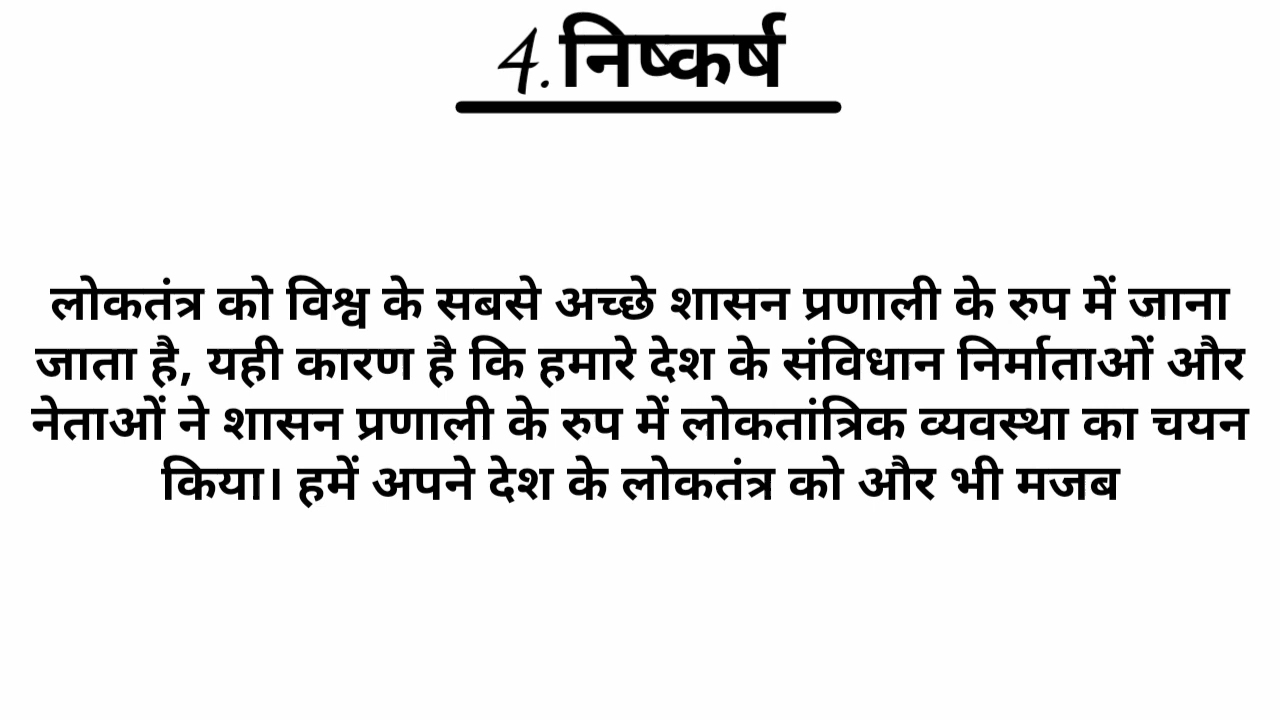 4.निष्कर्ष
लोकतंत्र को विश्व के सबसे अच्छे शासन प्रणाली के रुप में जाना
जाता है, यही कारण है कि हमारे देश के संविधान निर्माताओं और
नेताओं ने शासन प्रणाली के रुप में लोकतांत्रिक व्यवस्था का चयन
किया। हमें अपने देश के लोकतंत्र को और भी मजब